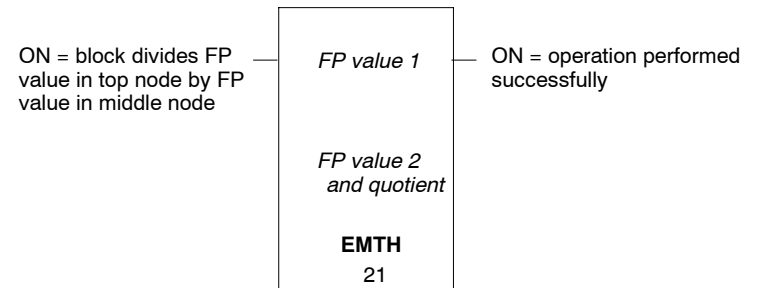 ON = block divides FP
value in top node by FP
value in middle node
FP value 1
ON = operation performed
successfully
FP value 2
and quotient
EMTH
21